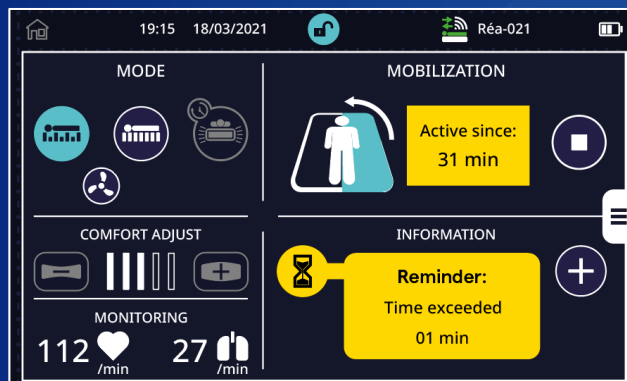 19:15 18/03/2021 Réa-021
MODE
MOBILIZATION
Active since:
31 min
COMFORT ADJUST
INFORMATION
Reminder:
Time exceeded
01 min
MONITORING
112 /min 27 /min